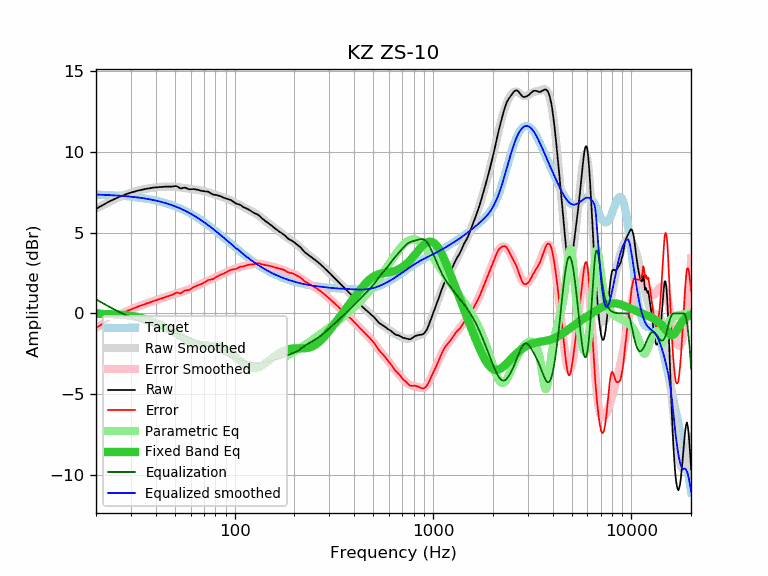 KZ ZS-10
Amplitude (dBr)
15
10
5
0
−5
−10
Target
Raw Smoothed
Error Smoothed
Raw
Error
Parametric Eq
Fixed Band Eq
Equalization
Equalized smoothed
100
1000
10000
Frequency (Hz)